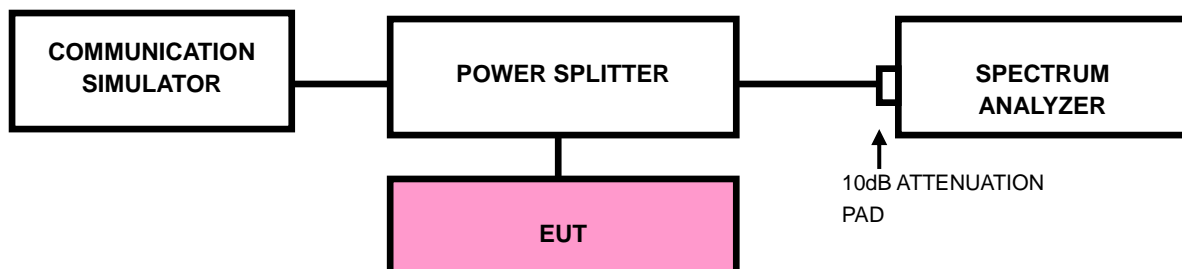 COMMUNICATION
SIMULATOR
POWER SPLITTER
SPECTRUM
ANALYZER
10dB ATTENUATION
PAD
EUT